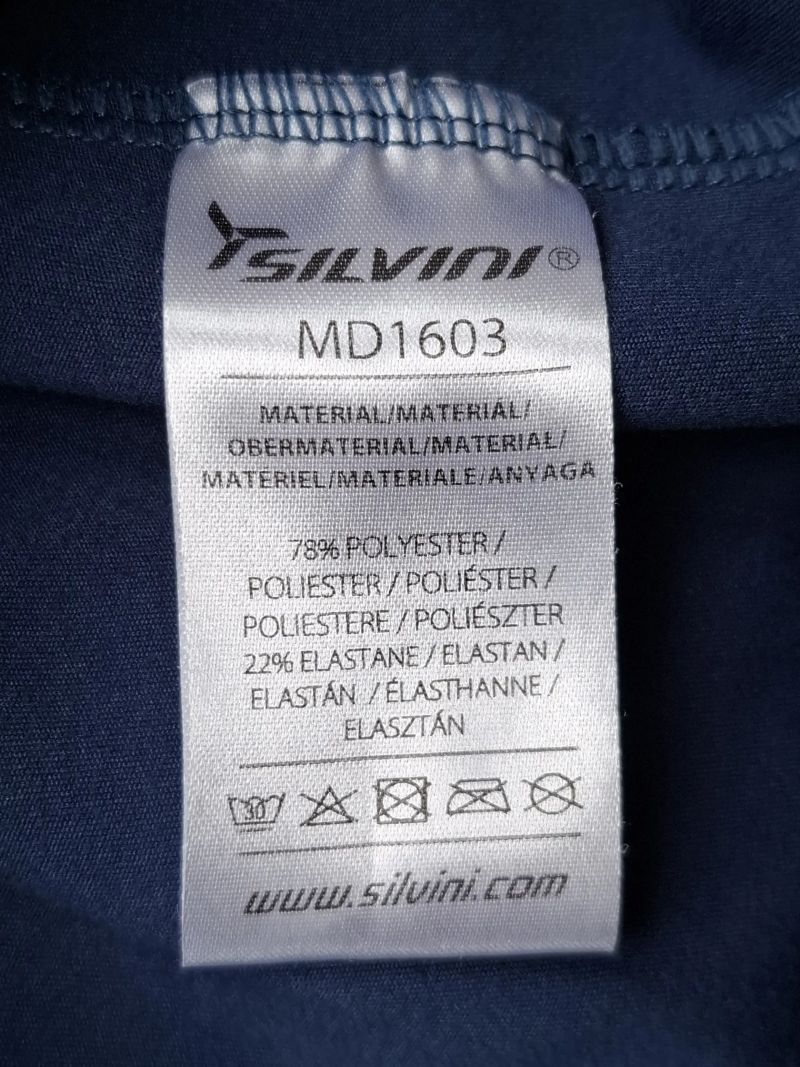 SILVINI®
MD1603
MATERIAL/MATERIÁL/
OBERMATERIAL/MATERIAŁ/
MATÉRIEL/MATERIALE/ANYAGA
78% POLYESTER /
POLIESTER / POLIÉSTER /
POLIESTERE / POLIÉSZTER
22% ELASTANE / ELASTAN /
ELASTÁN / ÉLASTHANNE /
ELASZTÁN
30
www.silvini.com